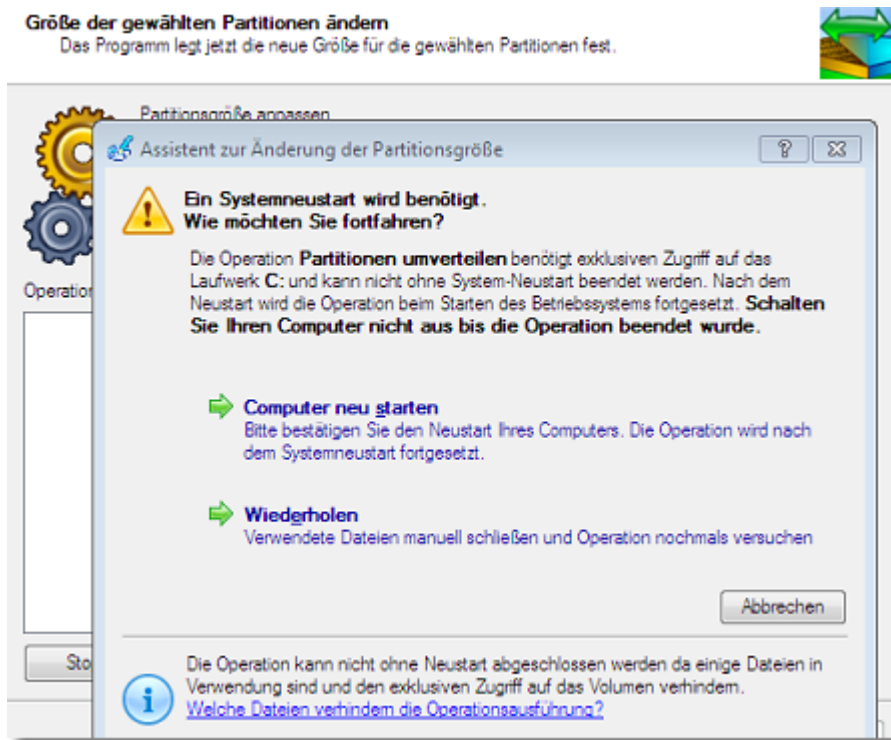 Größe der gewählten Partitionen ändern
Das Programm legt jetzt die neue Größe für die gewählten Partitionen fest.
Partitionsgröße anpassen
Assistent zur Änderung der Partitionsgröße
Ein Systemneustart wird benötigt.
Wie möchten Sie fortfahren?
Die Operation Partitionen umverteilen benötigt exklusiven Zugriff auf das
Laufwerk C: und kann nicht ohne System-Neustart beendet werden. Nach dem
Neustart wird die Operation beim Starten des Betriebssystems fortgesetzt. Schalten
Sie Ihren Computer nicht aus bis die Operation beendet wurde.
Operation
Computer neu starten
Bitte bestätigen Sie den Neustart Ihres Computers. Die Operation wird nach
dem Systemneustart fortgesetzt.
Wiederholen
Verwendete Dateien manuell schließen und Operation nochmals versuchen
Abbrechen
Sto
Die Operation kann nicht ohne Neustart abgeschlossen werden da einige Dateien in
Verwendung sind und den exklusiven Zugriff auf das Volumen verhindern.
Welche Dateien verhindern die Operationsausführung?